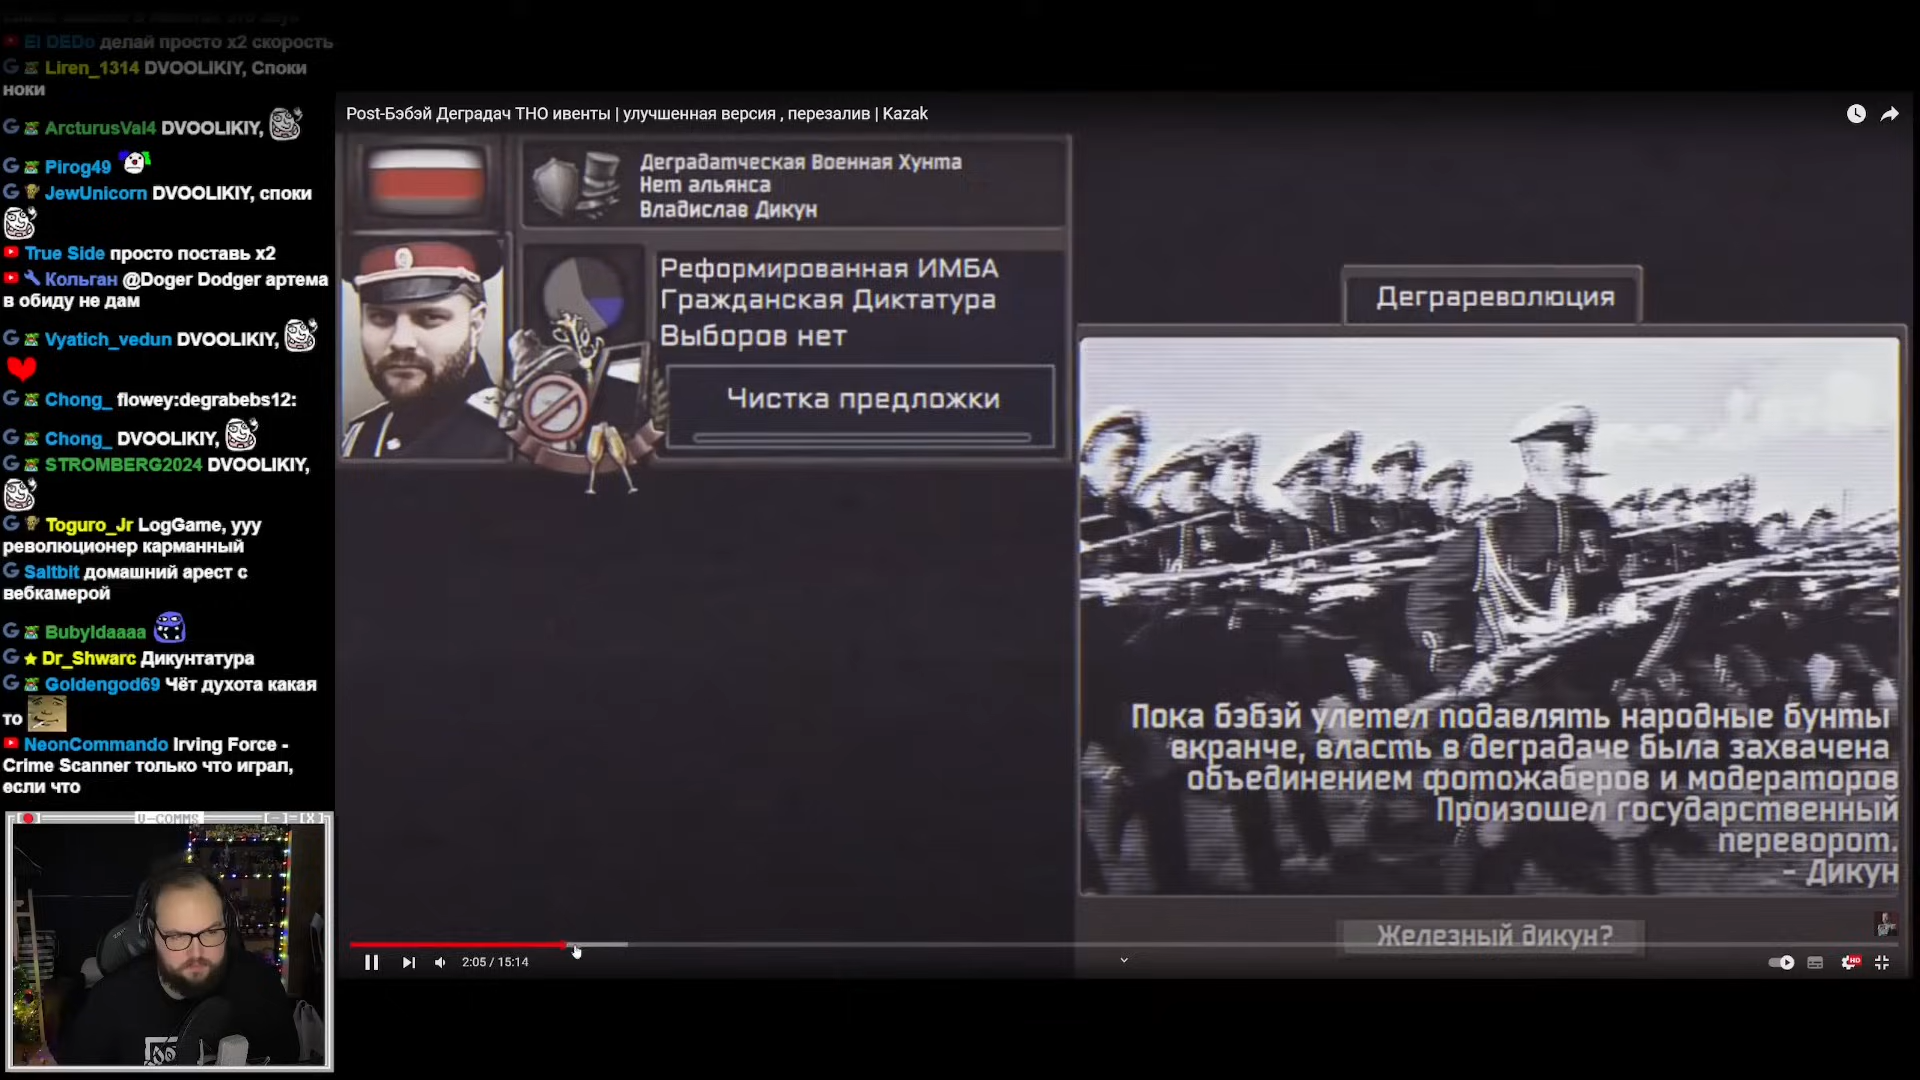 El DEDo делай просто x2 скорость
Liren_1314 DVOOLIKIY, Споки
ноки
ArcturusVal4 DVOOLIKIY,
Pirog49
JewUnicorn DVOOLIKIY, споки
True Side просто поставь x2
Кольган @Doger Dodger артема
в обиду не дам
Vyatich_vedun DVOOLIKIY,
Chong_ flowey:degrabebs12:
Chong_ DVOOLIKIY,
STROMBERG2024 DVOOLIKIY,
Toguro_Jr LogGame, ууу
революционер карманный
Saltbit домашний арест с
вебкамерой
Bubyldaaaa
Dr_Shwarc Дикунтатура
Goldengod69 Чёт духота какая
то
NeonCommando Irving Force -
Crime Scanner только что играл,
если что
U-COMMS
Post-Бэбэй Деградач ТНО ивенты | улучшенная версия , перезалив | Kazak
Деградатческая Военная Хунта
Нет альянса
Владислав Дикун
Реформированная ИМБА
Гражданская Диктатура
Выборов нет
Чистка предложки
Деграреволюция
Пока бэбэй улетел подавлять народные бунты
вкранче, власть в деградаче была захвачена
объединением фотожаберов и модераторов
Произошел государственный
переворот.
- Дикун
Железный дикун?
2:05 / 15:14
HD